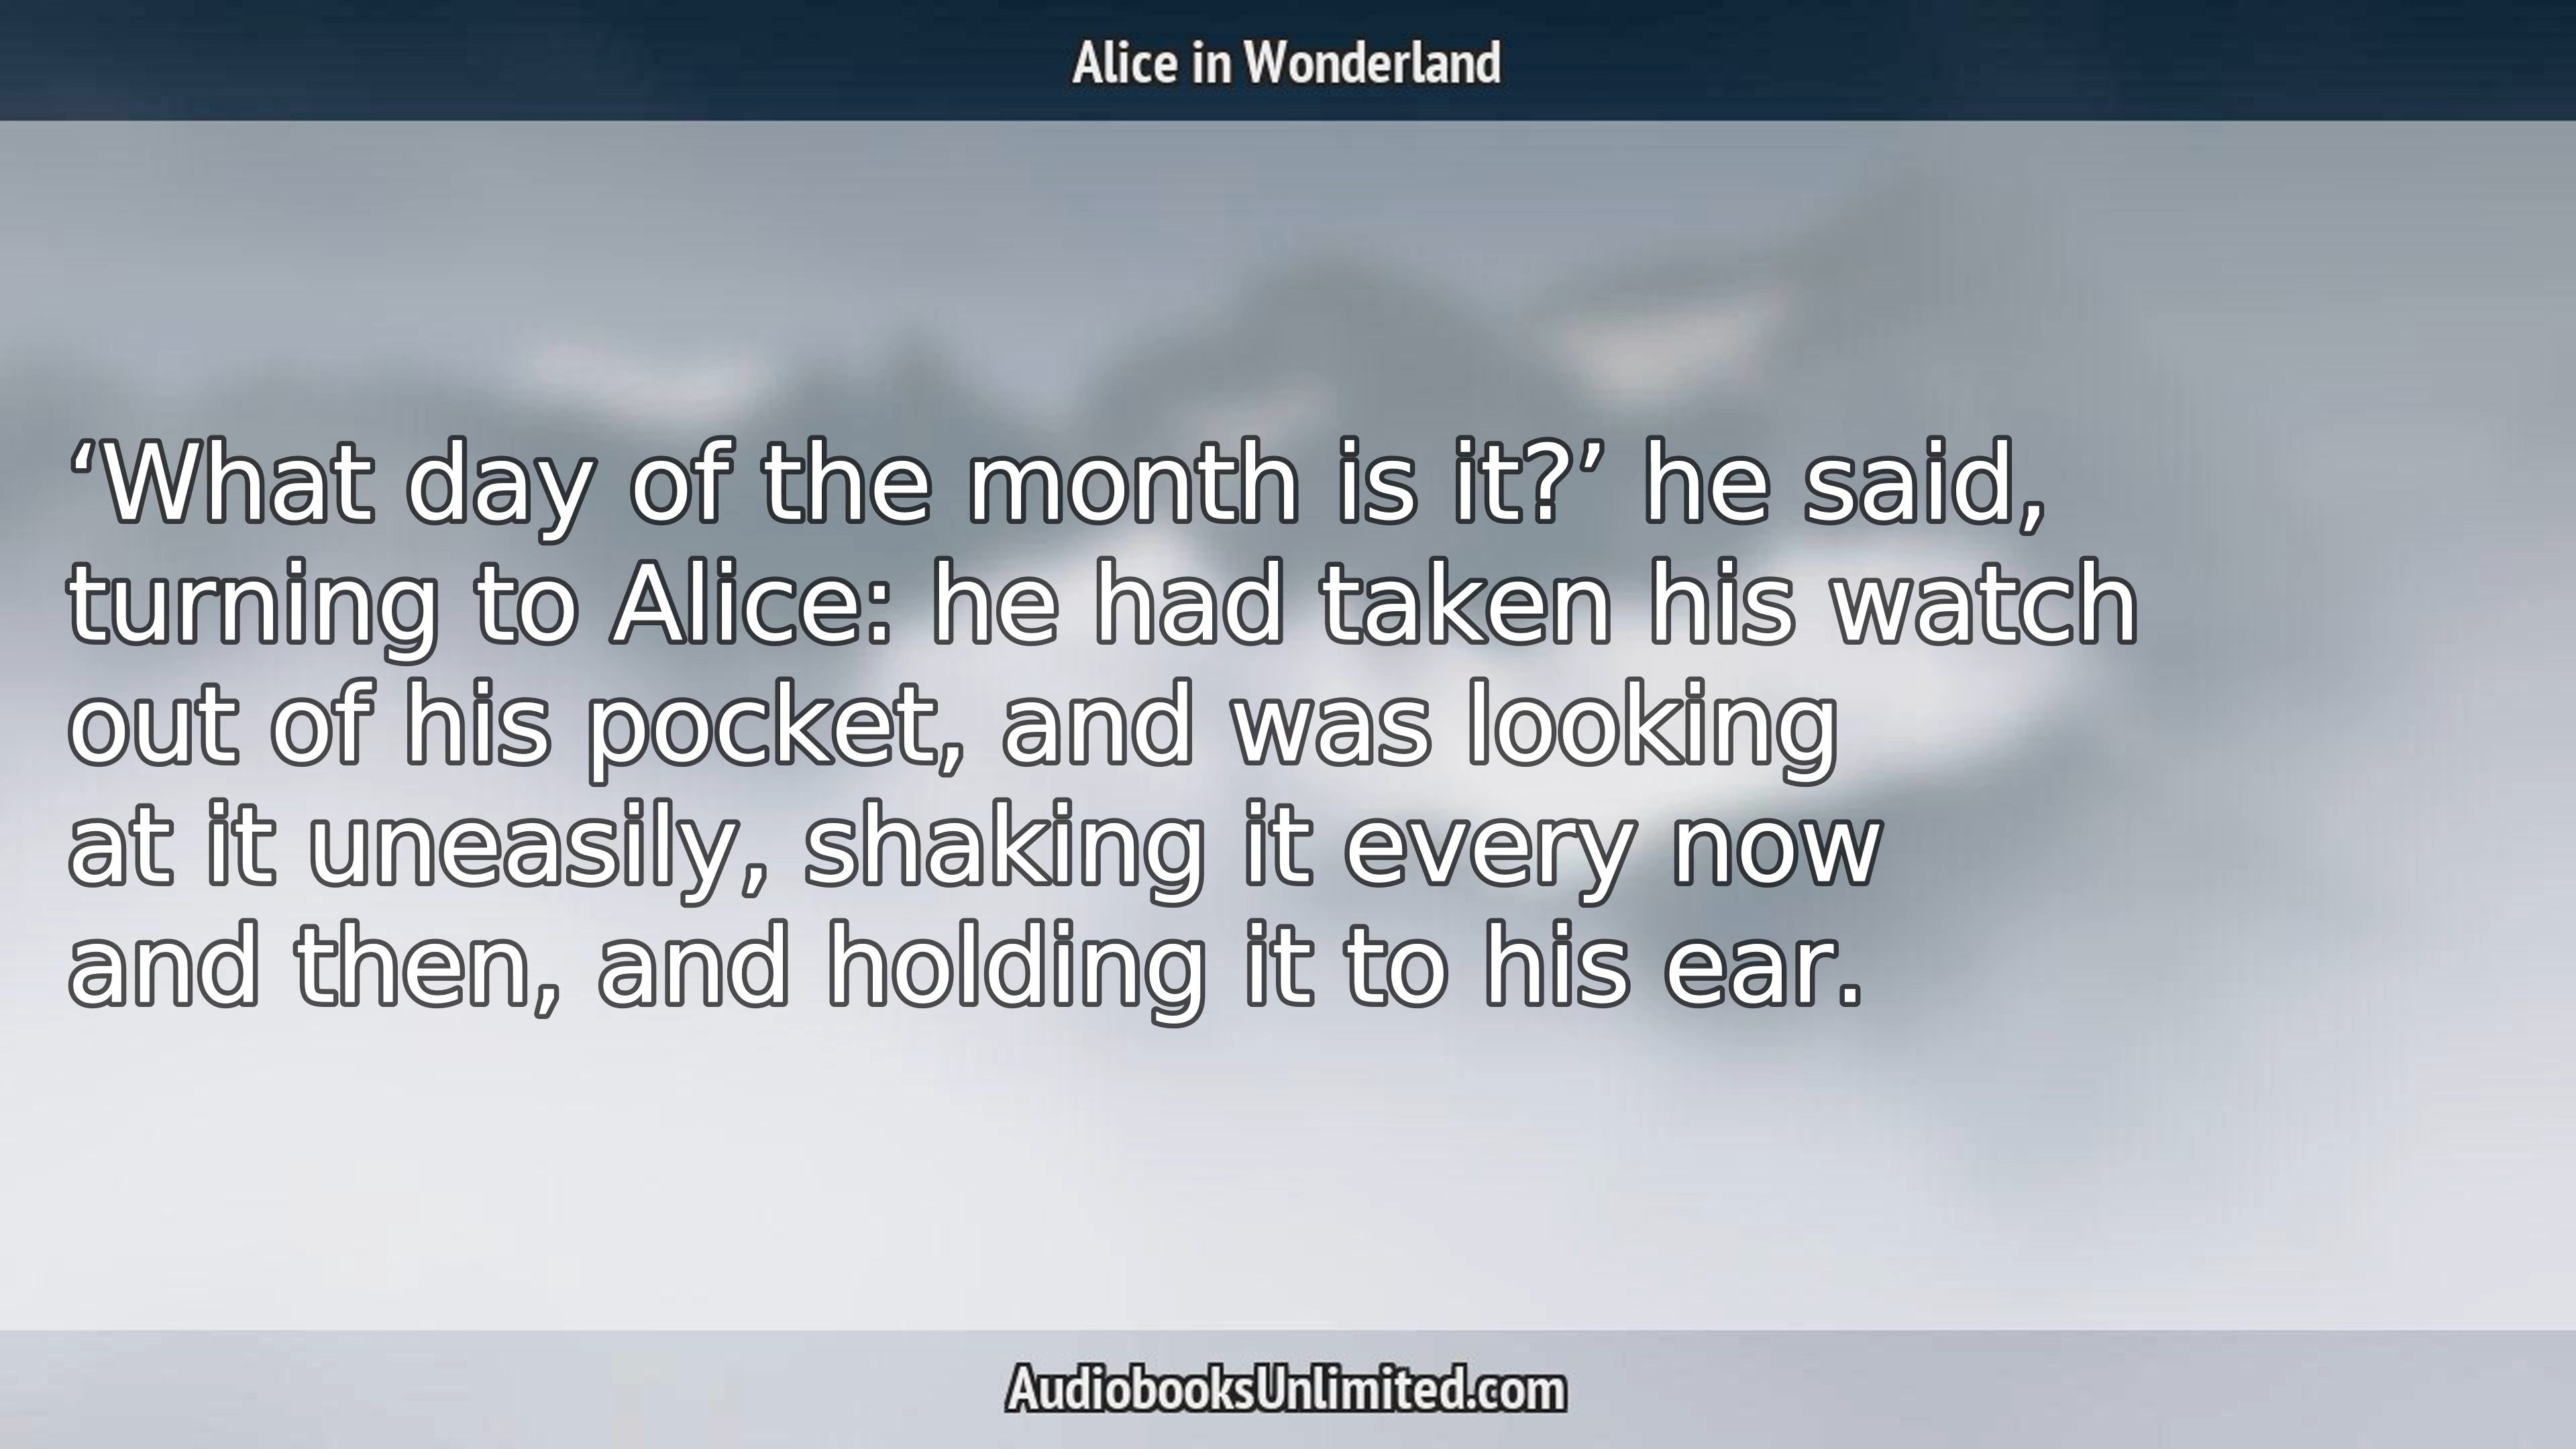 Alice in Wonderland
‘What day of the month is it?’ he said,
turning to Alice: he had taken his watch
out of his pocket, and was looking
at it uneasily, shaking it every now
and then, and holding it to his ear.
AudiobooksUnlimited.com